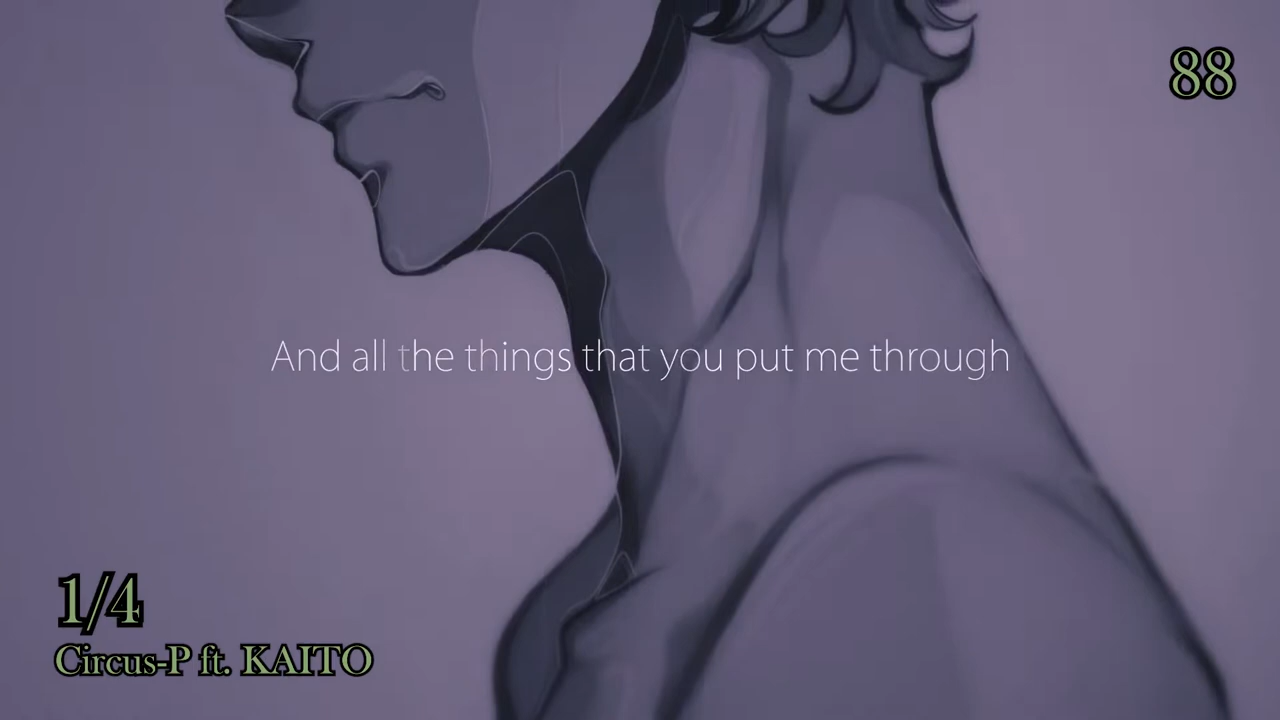 88
And all the things that you put me through
1/4
Circus-P ft. KAITO